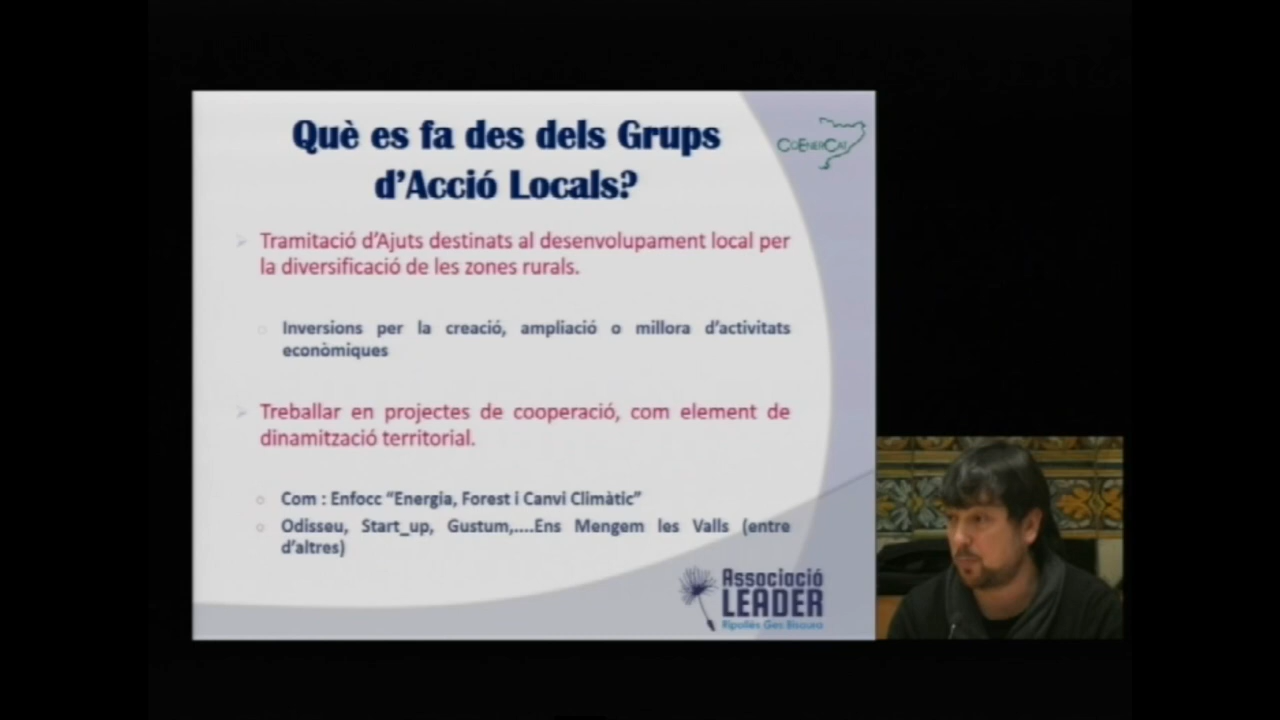 Què es fa des dels Grups
d'Acció Locals?
CoEnerCat
Tramitació d'Ajuts destinats al desenvolupament local per
la diversificació de les zones rurals.
Inversions per la creació, ampliació o millora d'activitats
econòmiques
Treballar en projectes de cooperació, com element de
dinamització territorial.
Com : Enfocc "Energia, Forest i Canvi Climàtic"
Odisseu, Start_up, Gustum,....Ens Mengem les Valls (entre
d'altres)
Associació
LEADER
Ripollès Ges Bisaura